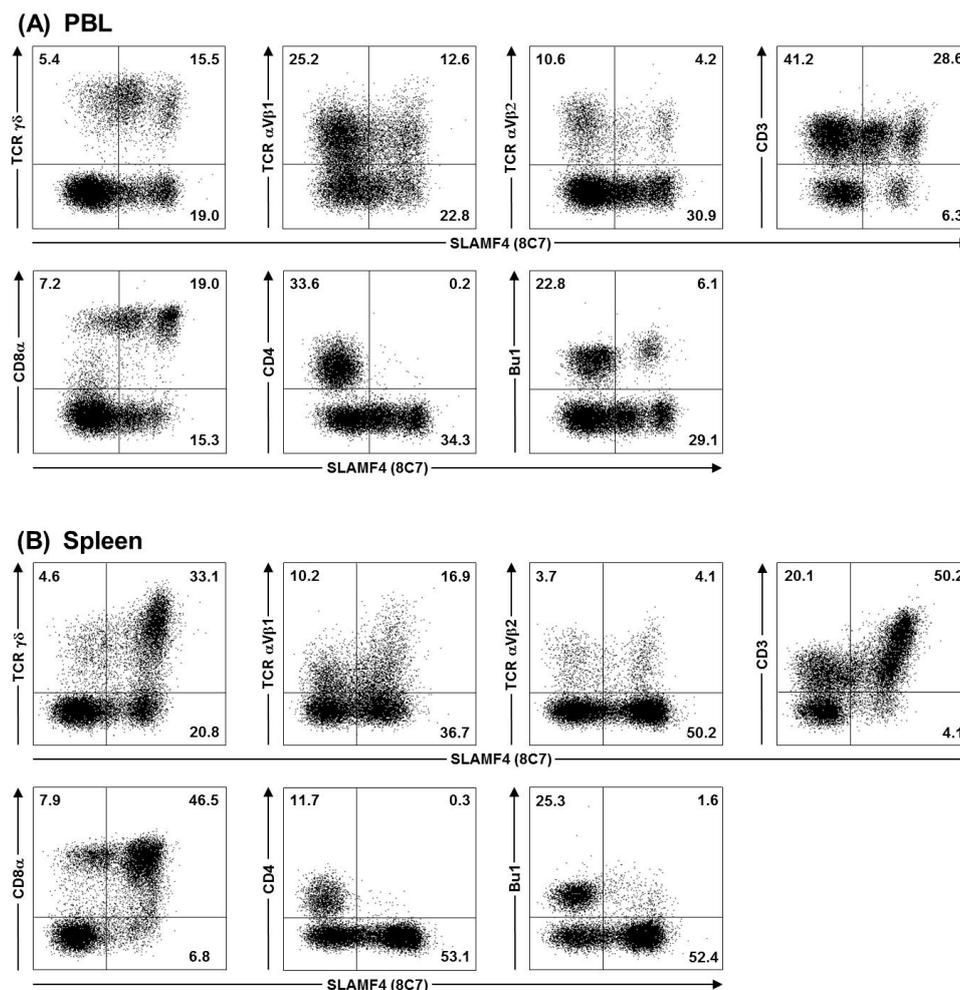 (A) PBL
5.4 15.5 25.2 12.6 10.6 4.2 41.2 28.6
TCR γδ TCR αVβ1 TCR αVβ2 CD3
19.0 22.8 30.9 6.3
SLAMF4 (8C7)
7.2 19.0 33.6 0.2 22.8 6.1
CD8α CD4 Bu1
15.3 34.3 29.1
SLAMF4 (8C7)
(B) Spleen
4.6 33.1 10.2 16.9 3.7 4.1 20.1 50.2
TCR γδ TCR αVβ1 TCR αVβ2 CD3
20.8 36.7 50.2 4.1
SLAMF4 (8C7)
7.9 46.5 11.7 0.3 25.3 1.6
CD8α CD4 Bu1
6.8 53.1 52.4
SLAMF4 (8C7)